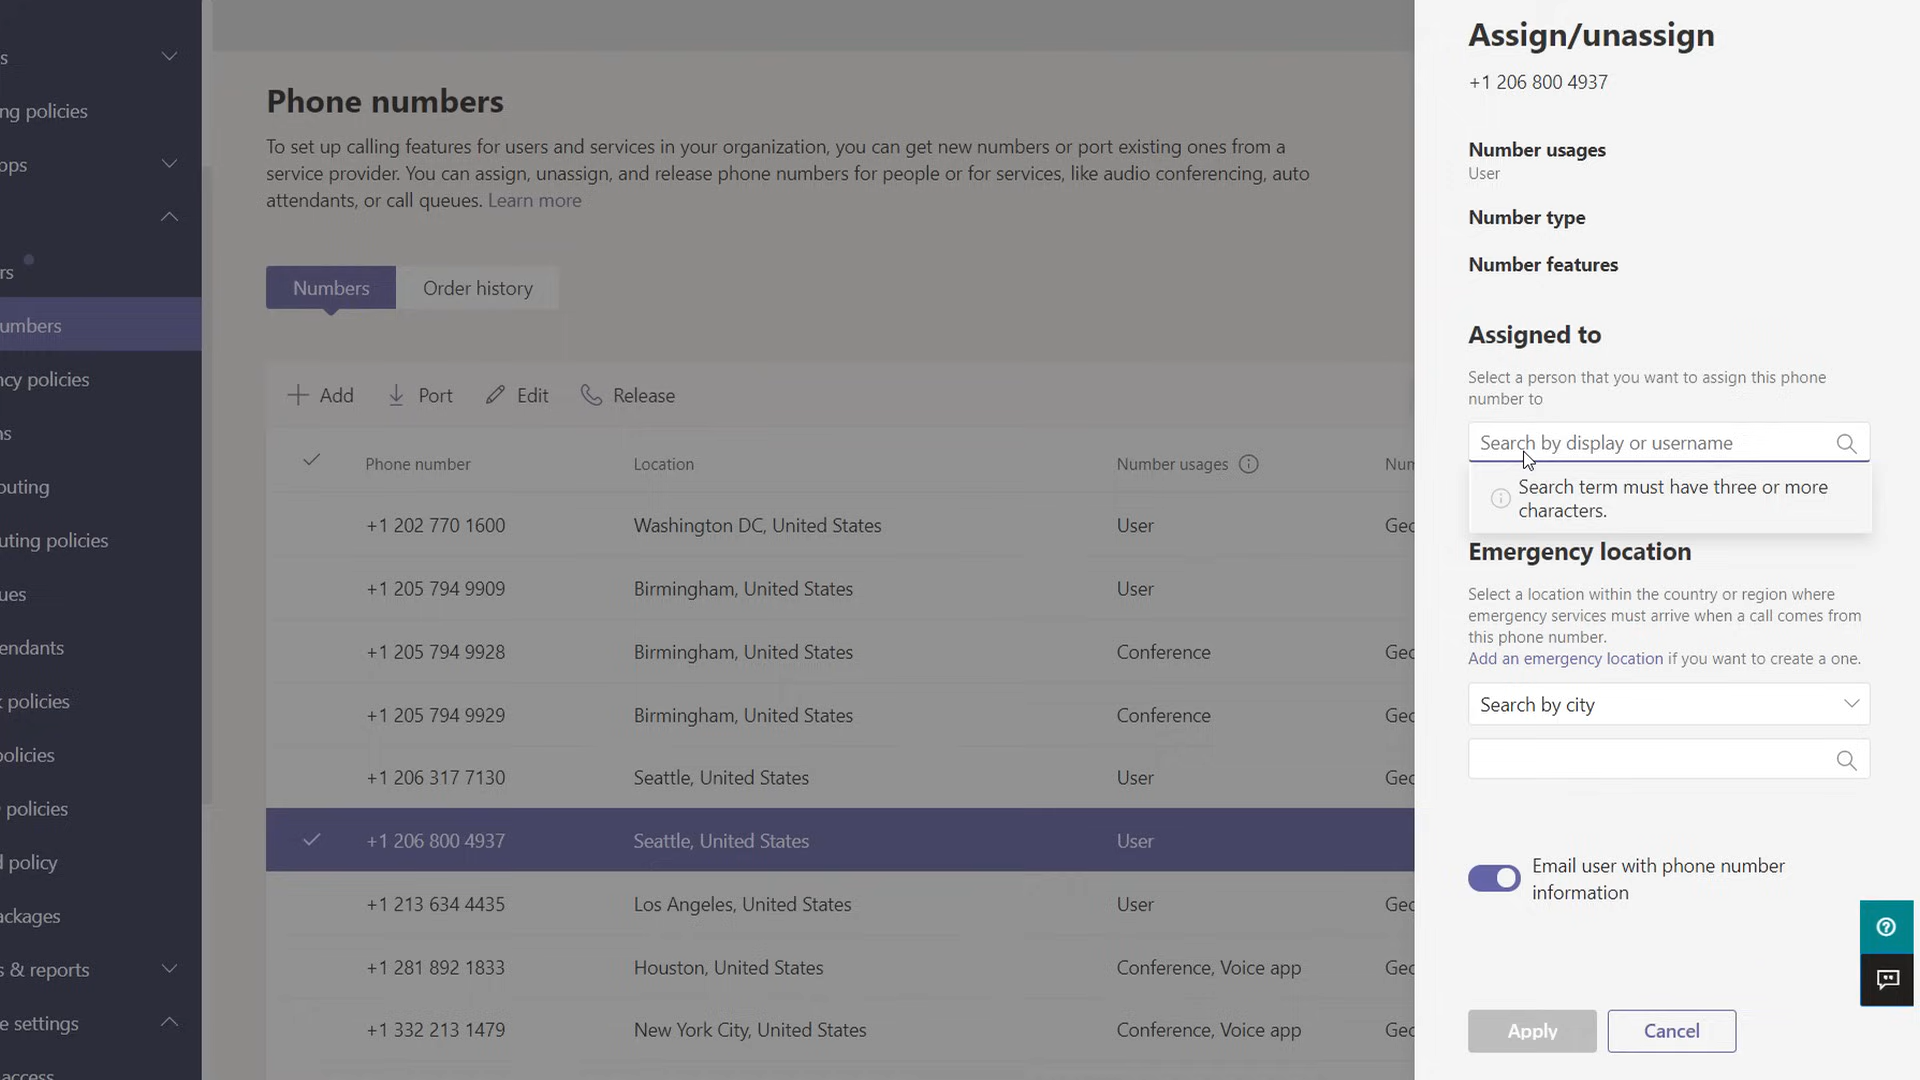 s
ng policies
ops
rs
umbers
ncy policies
ns
outing
uting policies
ues
endants
k policies
policies
policies
d policy
ackages
s & reports
e settings
access
Phone numbers
To set up calling features for users and services in your organization, you can get new numbers or port existing ones from a
service provider. You can assign, unassign, and release phone numbers for people or for services, like audio conferencing, auto
attendants, or call queues. Learn more
Numbers Order history
Add Port Edit Release
Phone number Location Number usages Num
+1 202 770 1600 Washington DC, United States User Geo
+1 205 794 9909 Birmingham, United States User
+1 205 794 9928 Birmingham, United States Conference Geo
+1 205 794 9929 Birmingham, United States Conference Geo
+1 206 317 7130 Seattle, United States User Geo
+1 206 800 4937 Seattle, United States User
+1 213 634 4435 Los Angeles, United States User Geo
+1 281 892 1833 Houston, United States Conference, Voice app Geo
+1 332 213 1479 New York City, United States Conference, Voice app Geo
Assign/unassign
+1 206 800 4937
Number usages
User
Number type
Number features
Assigned to
Select a person that you want to assign this phone
number to
Search by display or username
Search term must have three or more
characters.
Emergency location
Select a location within the country or region where
emergency services must arrive when a call comes from
this phone number.
Add an emergency location if you want to create a one.
Search by city
Email user with phone number
information
Apply Cancel